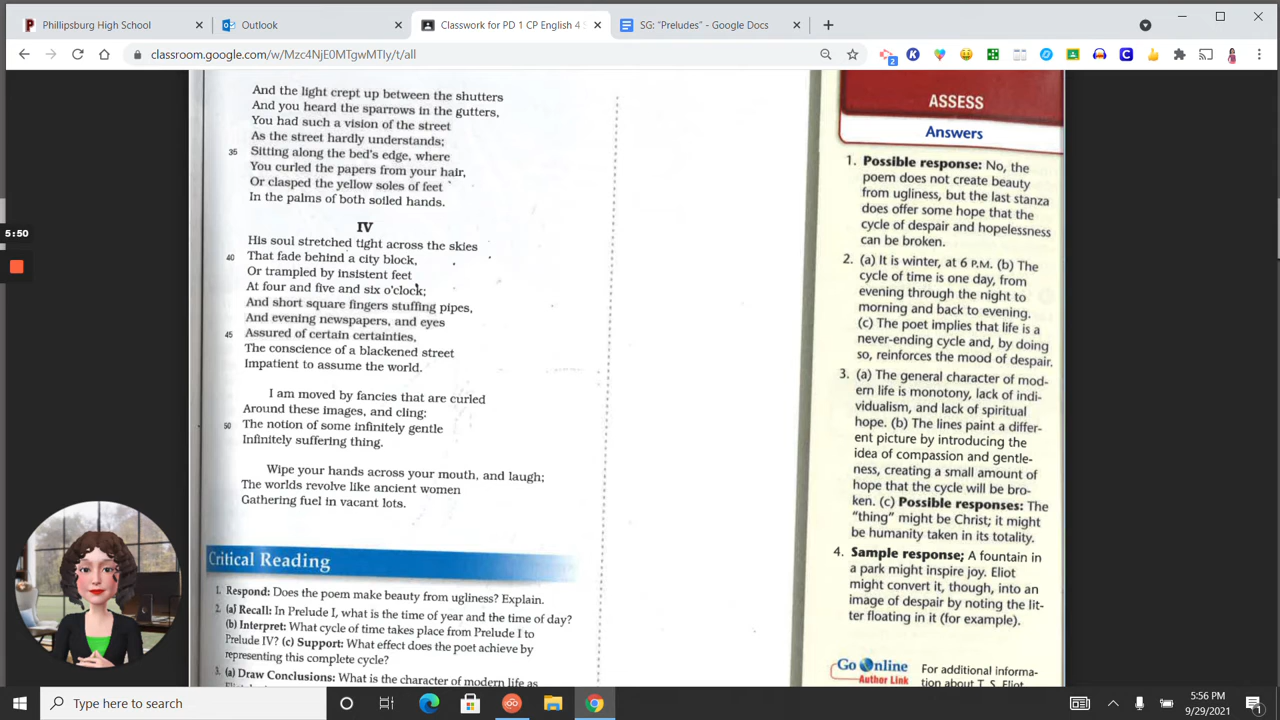 Phillipsburg High School
Outlook
Classwork for PD 1 CP English 4 S
SG: "Preludes" - Google Docs
classroom.google.com/w/Mzc4NjE0MTgwMTIy/t/all
2
5:50
And the light crept up between the shutters
And you heard the sparrows in the gutters,
You had such a vision of the street
As the street hardly understands;
35 Sitting along the bed's edge, where
You curled the papers from your hair,
Or clasped the yellow soles of feet
In the palms of both soiled hands.
IV
His soul stretched tight across the skies
40 That fade behind a city block,
Or trampled by insistent feet
At four and five and six o'clock;
And short square fingers stuffing pipes,
And evening newspapers, and eyes
45 Assured of certain certainties,
The conscience of a blackened street
Impatient to assume the world.
I am moved by fancies that are curled
Around these images, and cling:
50 The notion of some infinitely gentle
Infinitely suffering thing.
Wipe your hands across your mouth, and laugh;
The worlds revolve like ancient women
Gathering fuel in vacant lots.
Critical Reading
1. Respond: Does the poem make beauty from ugliness? Explain.
2. (a) Recall: In Prelude I, what is the time of year and the time of day?
(b) Interpret: What cycle of time takes place from Prelude I to
Prelude IV? (c) Support: What effect does the poet achieve by
representing this complete cycle?
3. (a) Draw Conclusions: What is the character of modern life as
ASSESS
Answers
1. Possible response: No, the
poem does not create beauty
from ugliness, but the last stanza
does offer some hope that the
cycle of despair and hopelessness
can be broken.
2. (a) It is winter, at 6 P.M. (b) The
cycle of time is one day, from
evening through the night to
morning and back to evening.
(c) The poet implies that life is a
never-ending cycle and, by doing
so, reinforces the mood of despair.
3. (a) The general character of mod-
ern life is monotony, lack of indi-
vidualism, and lack of spiritual
hope. (b) The lines paint a differ-
ent picture by introducing the
idea of compassion and gentle-
ness, creating a small amount of
hope that the cycle will be bro-
ken. (c) Possible responses: The
"thing" might be Christ; it might
be humanity taken in its totality.
4. Sample response; A fountain in
a park might inspire joy. Eliot
might convert it, though, into an
image of despair by noting the lit-
ter floating in it (for example).
Go Online
Author Link
For additional informa-
tion about T. S. Eliot
Type here to search
5:56 PM
9/29/2021